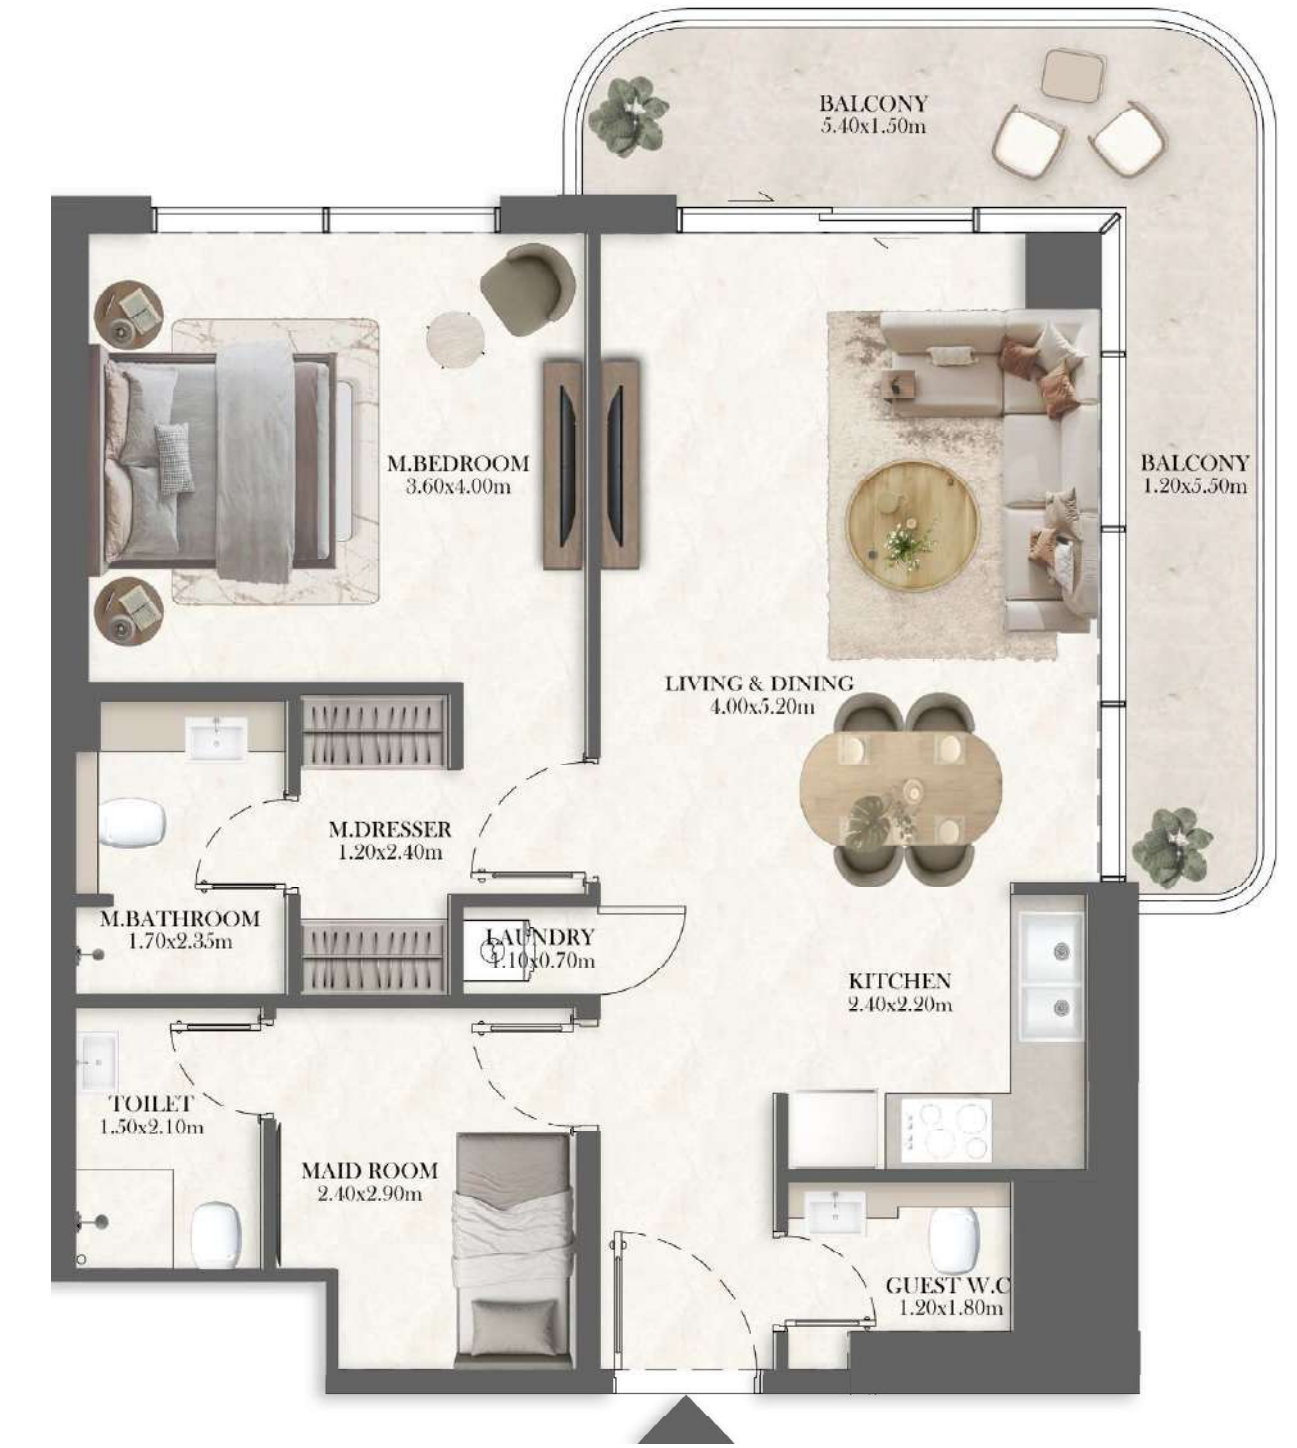 BALCONY
5.40x1.50m
M.BEDROOM
3.60x4.00m
BALCONY
1.20x5.50m
LIVING & DINING
4.00x5.20m
M.DRESSER
1.20x2.40m
M.BATHROOM
1.70x2.35m
LAUNDRY
1.10x0.70m
KITCHEN
2.40x2.20m
TOILET
1.50x2.10m
MAID ROOM
2.40x2.90m
GUEST W.C
1.20x1.80m